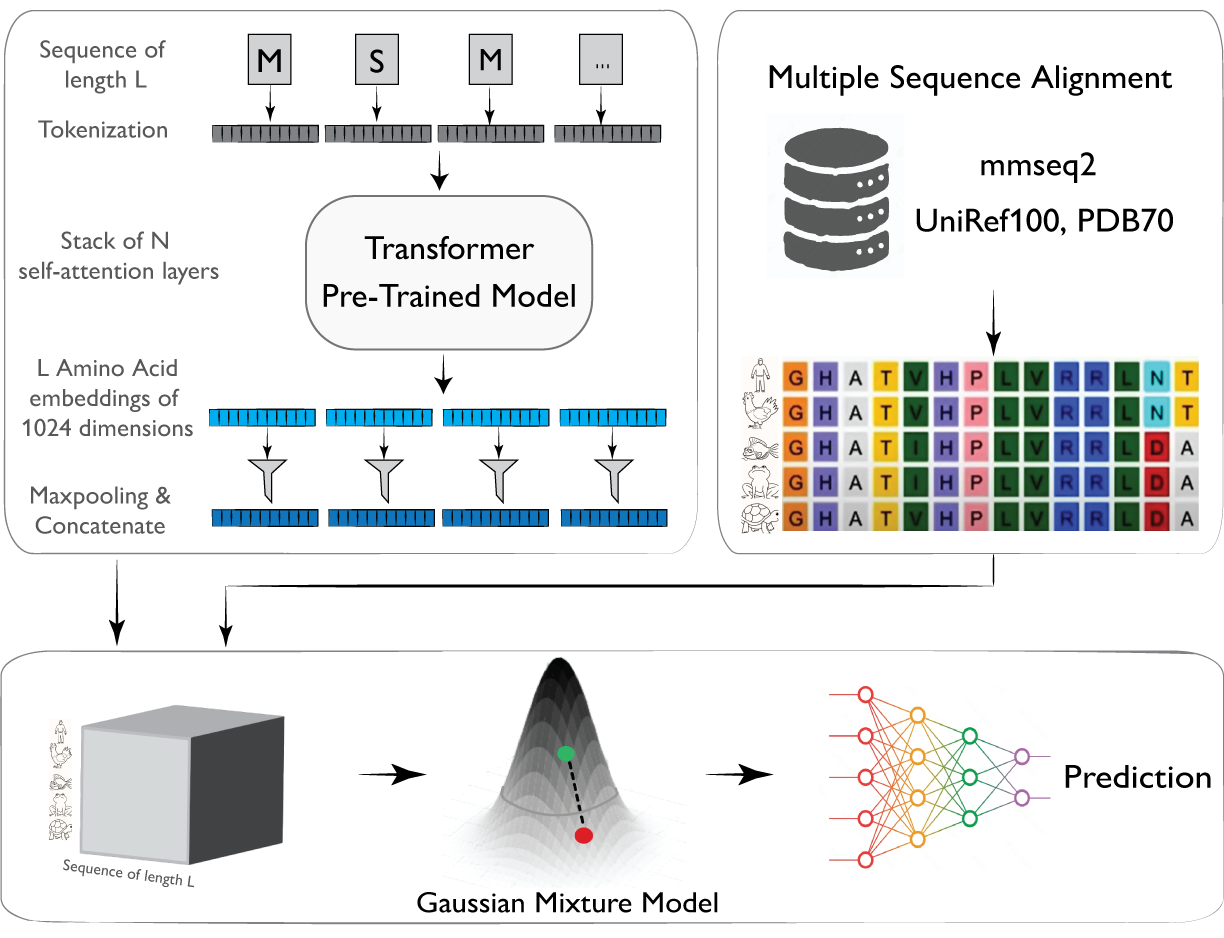 Sequence of
length L
M
S
M
...
Tokenization
Stack of N
self-attention layers
Transformer
Pre-Trained Model
L Amino Acid
embeddings of
1024 dimensions
Maxpooling &
Concatenate
Multiple Sequence Alignment
mmseq2
UniRef100, PDB70
G H A T V H P L V R R L N T
G H A T V H P L V R R L N T
G H A T I H P L V R R L D A
G H A T I H P L V R R L D A
G H A T V H P L V R R L D A
Sequence of length L
Gaussian Mixture Model
Prediction